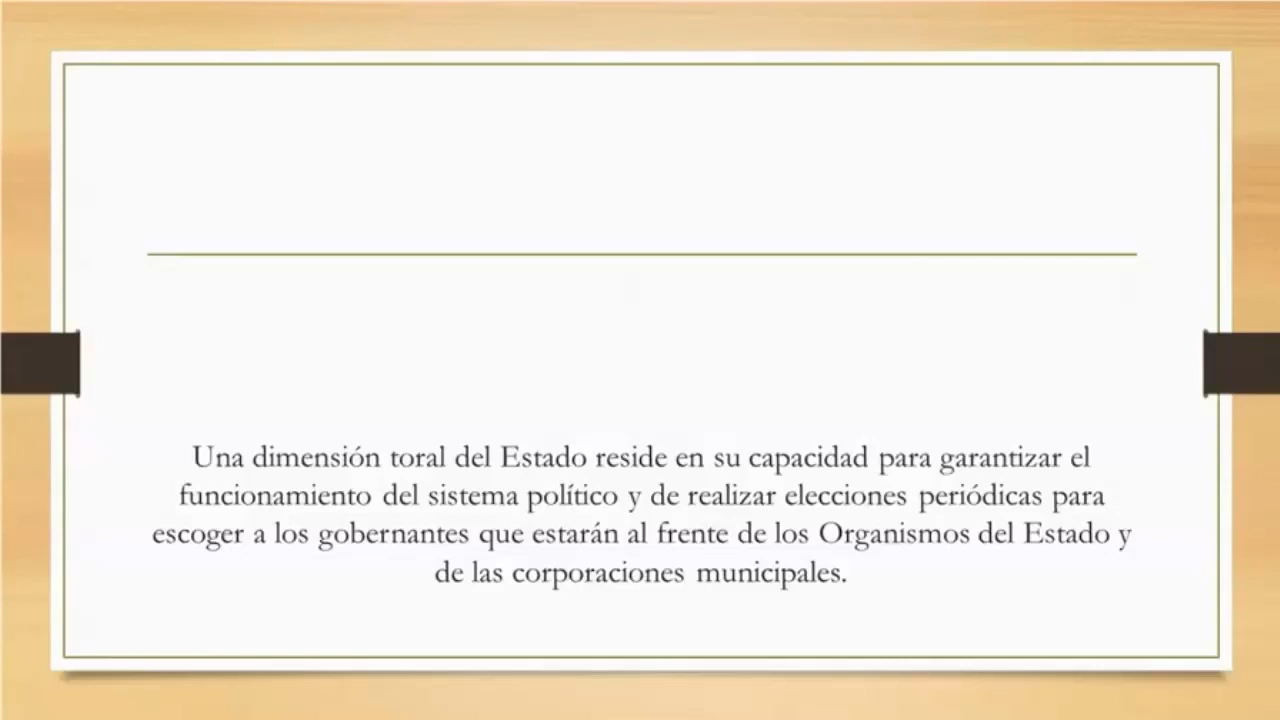 Una dimensión toral del Estado reside en su capacidad para garantizar el
funcionamiento del sistema político y de realizar elecciones periódicas para
escoger a los gobernantes que estarán al frente de los Organismos del Estado y
de las corporaciones municipales.